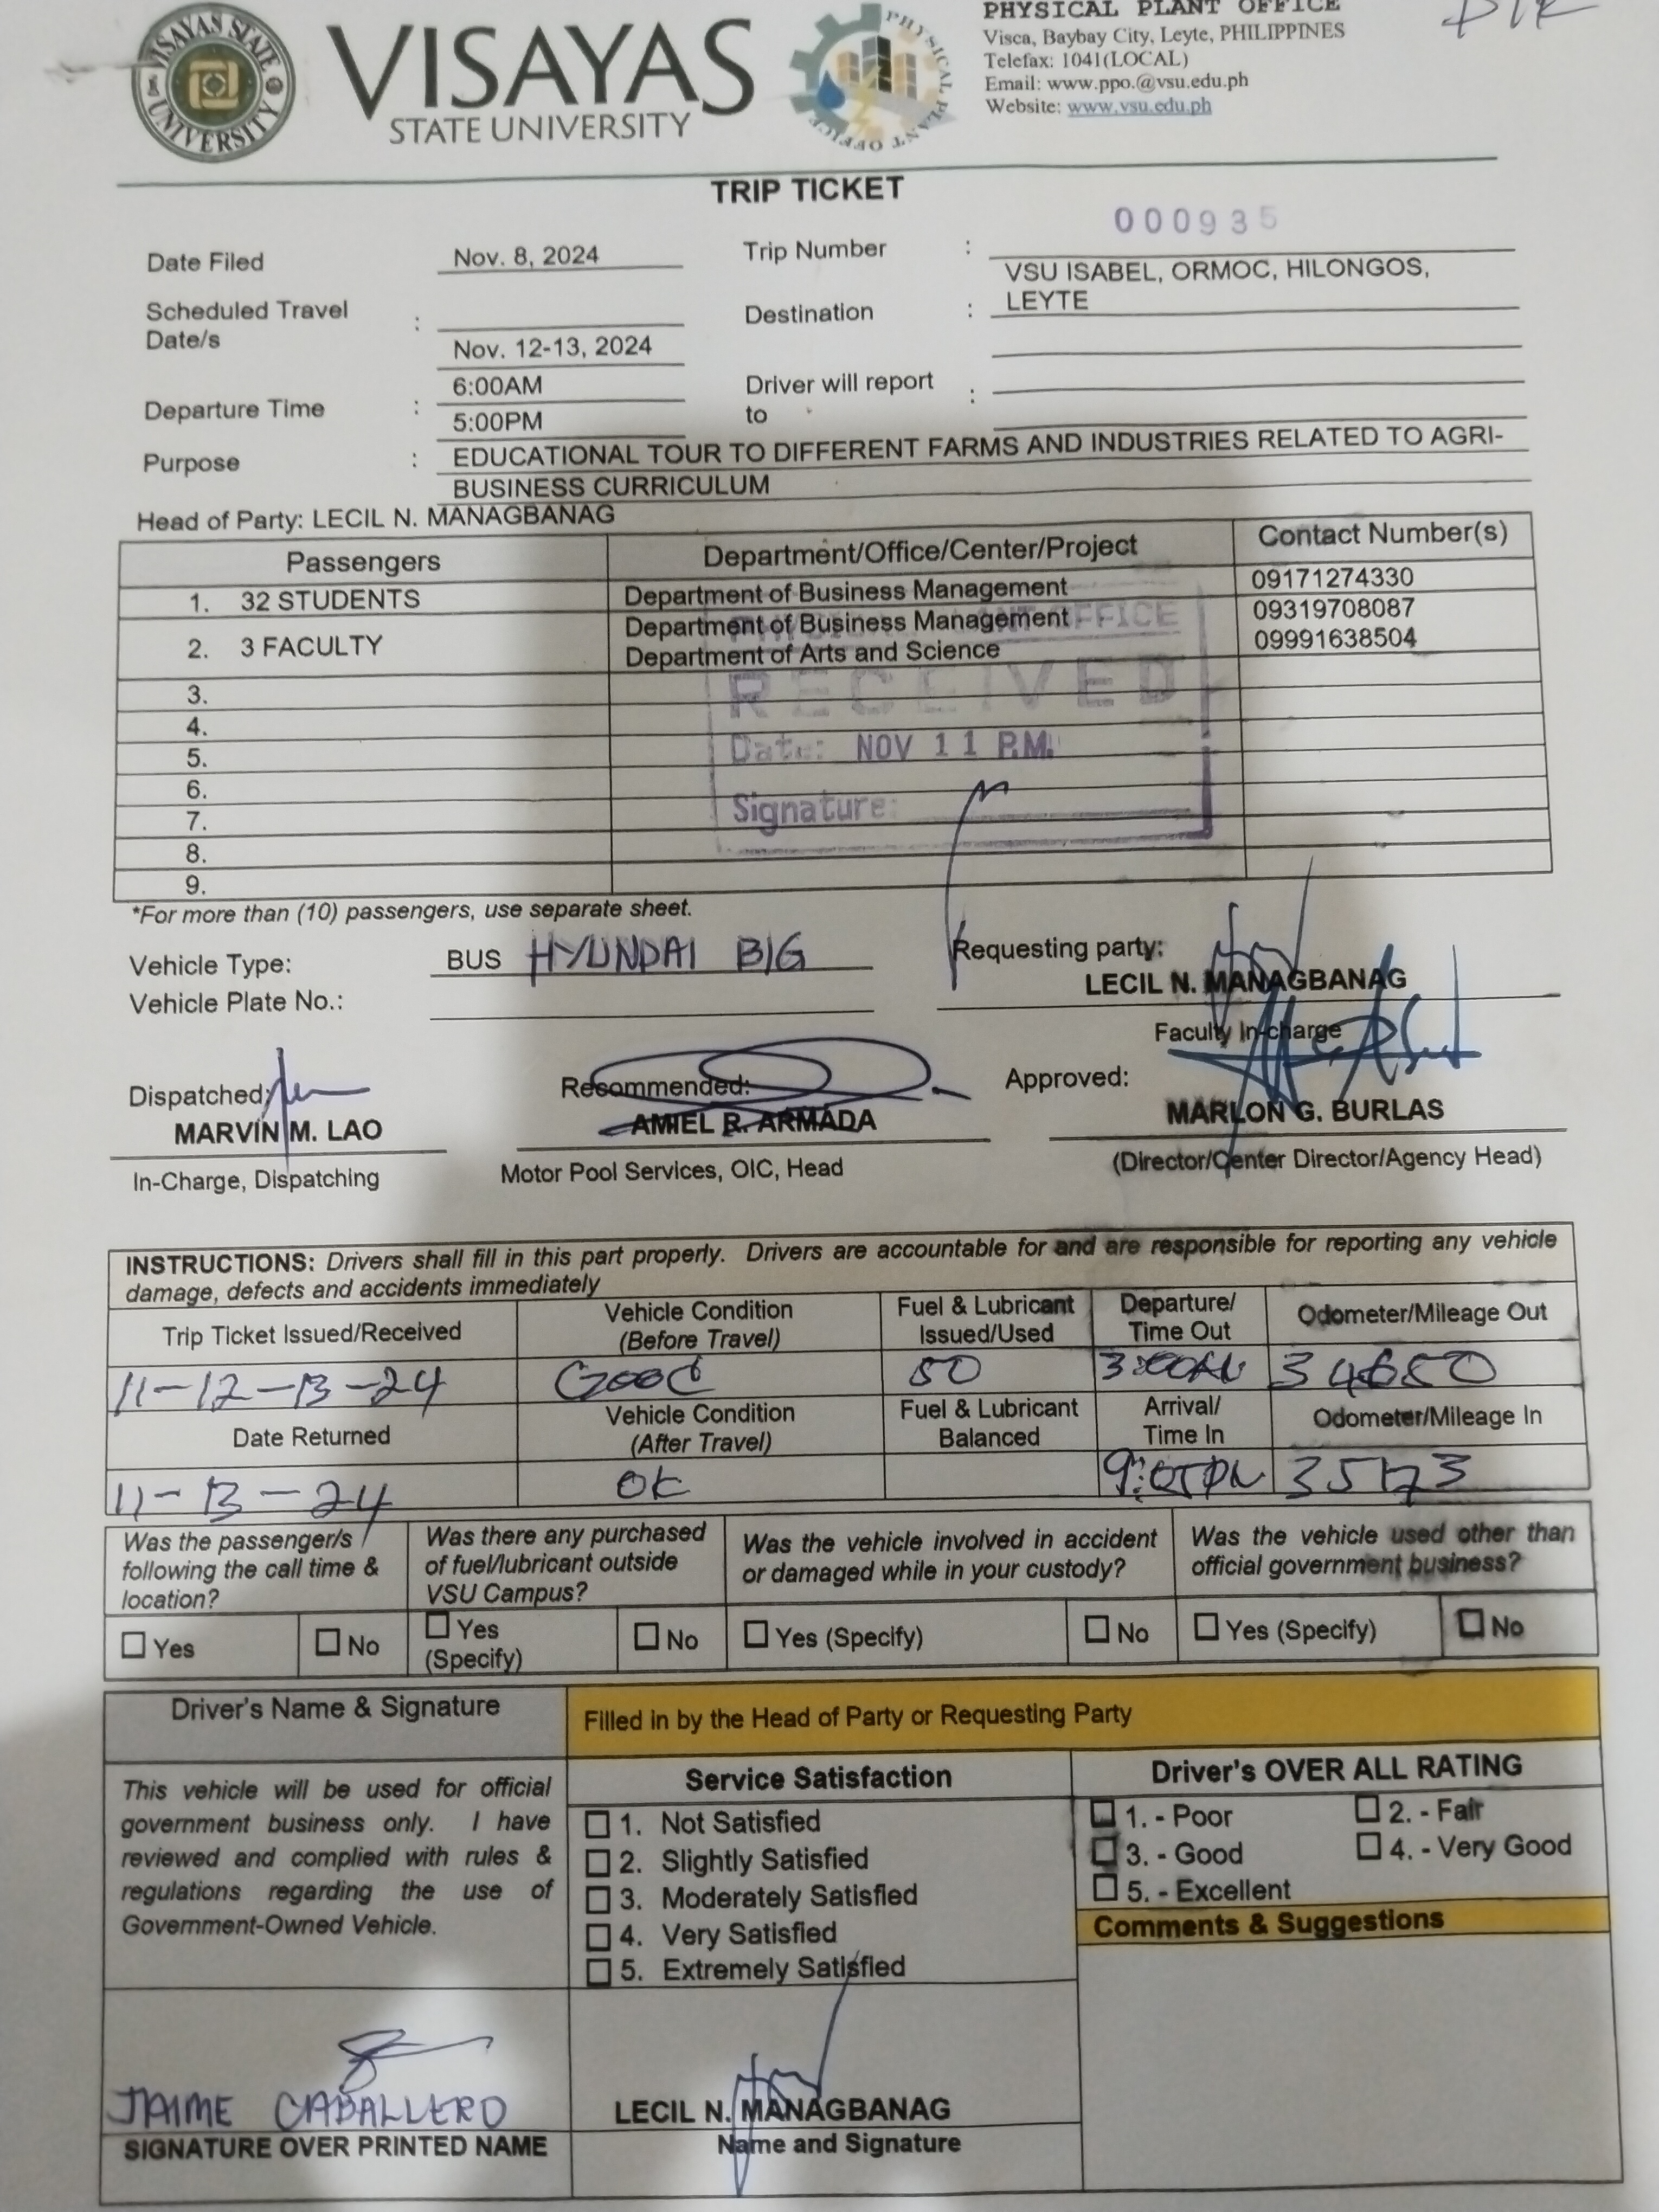 VISAYAS STATE UNIVERSITY
VISAYAS
STATE UNIVERSITY
PHYSICAL PLANT OFFICE
PHYSICAL PLANT OFFICE
Visca, Baybay City, Leyte, PHILIPPINES
Telefax: 1041(LOCAL)
Email: www.ppo.@vsu.edu.ph
Website: www.vsu.edu.ph
TRIP TICKET
000935
Date Filed Nov. 8, 2024 Trip Number :
Scheduled Travel Date/s : Nov. 12-13, 2024
Destination : VSU ISABEL, ORMOC, HILONGOS, LEYTE
Departure Time : 6:00AM
5:00PM
Driver will report to :
Purpose : EDUCATIONAL TOUR TO DIFFERENT FARMS AND INDUSTRIES RELATED TO AGRI-
BUSINESS CURRICULUM
Head of Party: LECIL N. MANAGBANAG
Passengers Department/Office/Center/Project Contact Number(s)
1. 32 STUDENTS Department of Business Management 09171274330
Department of Business Management 09319708087
2. 3 FACULTY Department of Arts and Science 09991638504
3.
4.
5.
6.
7.
8.
9.
PHYSICAL PLANT OFFICE
RECEIVED
Date: NOV 11 P.M.
Signature:
*For more than (10) passengers, use separate sheet.
Vehicle Type: BUS HYUNDAI BIG
Vehicle Plate No.:
Requesting party:
LECIL N. MANAGBANAG
Faculty In-charge
Dispatched:
MARVIN M. LAO
In-Charge, Dispatching
Recommended:
AMIEL R. ARMADA
Motor Pool Services, OIC, Head
Approved:
MARLON G. BURLAS
(Director/Center Director/Agency Head)
INSTRUCTIONS: Drivers shall fill in this part properly. Drivers are accountable for and are responsible for reporting any vehicle
damage, defects and accidents immediately
Trip Ticket Issued/Received Vehicle Condition (Before Travel) Fuel & Lubricant Issued/Used Departure/ Time Out Odometer/Mileage Out
11-12-13-24 Good 50 3:00AM
Date Returned Vehicle Condition (After Travel) Fuel & Lubricant Balanced Arrival/ Time In Odometer/Mileage In
11-13-24 OK 9:05PM
Was the passenger/s following the call time & location?
Was there any purchased of fuel/lubricant outside VSU Campus?
Was the vehicle involved in accident or damaged while in your custody?
Was the vehicle used other than official government business?
Yes No Yes (Specify) No Yes (Specify) No Yes (Specify) No
Driver's Name & Signature
Filled in by the Head of Party or Requesting Party
This vehicle will be used for official
government business only. I have
reviewed and complied with rules &
regulations regarding the use of
Government-Owned Vehicle.
Service Satisfaction
1. Not Satisfied
2. Slightly Satisfied
3. Moderately Satisfied
4. Very Satisfied
5. Extremely Satisfied
Driver's OVER ALL RATING
1. - Poor 2. - Fair
3. - Good 4. - Very Good
5. - Excellent
Comments & Suggestions
JAIME CABALLERO
SIGNATURE OVER PRINTED NAME
LECIL N. MANAGBANAG
Name and Signature